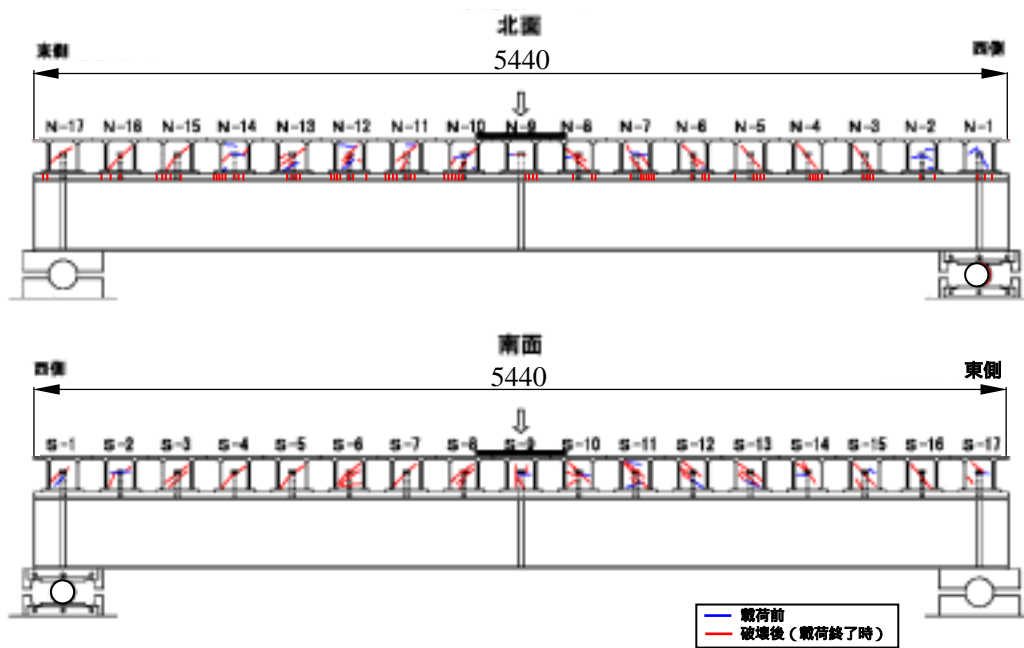 北面
東側 西側
5440
N-17 N-16 N-15 N-14 N-13 N-12 N-11 N-10 N-9 N-8 N-7 N-6 N-5 N-4 N-3 N-2 N-1
南面
西側 東側
5440
S-1 S-2 S-3 S-4 S-5 S-6 S-7 S-8 S-9 S-10 S-11 S-12 S-13 S-14 S-15 S-16 S-17
載荷前
破壊後(載荷終了時)